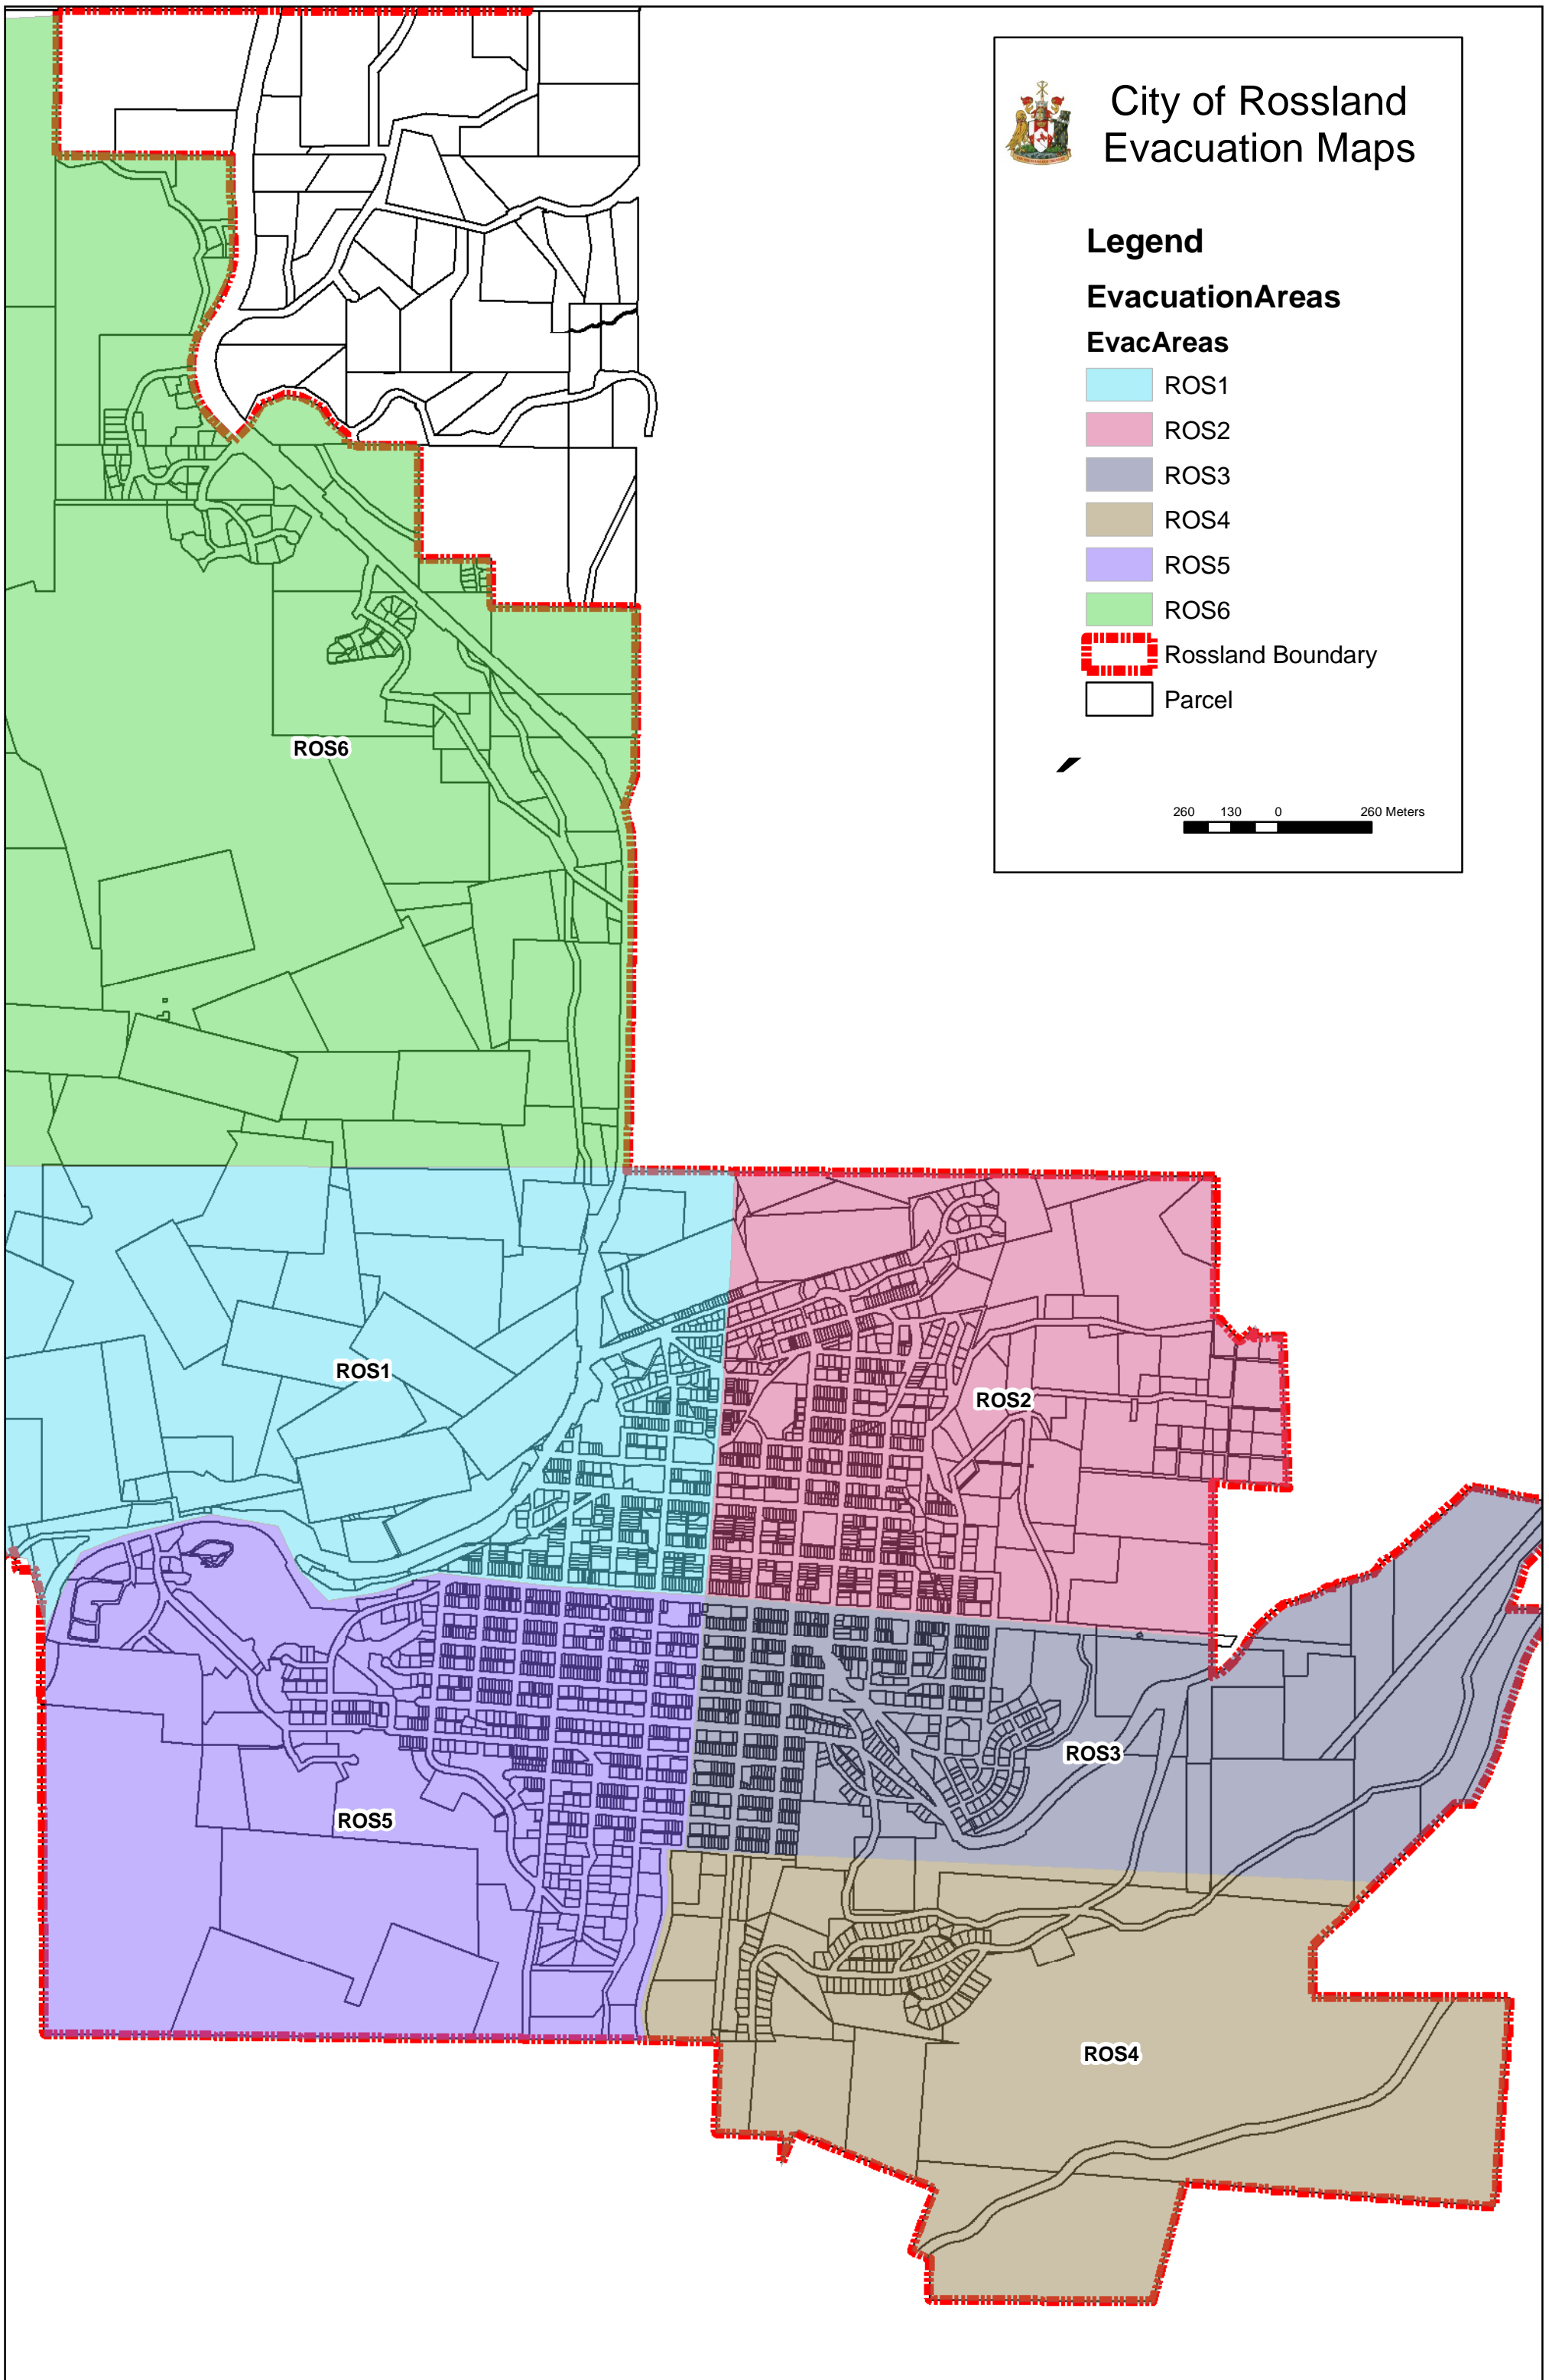 City of Rossland
Evacuation Maps
Legend
EvacuationAreas
EvacAreas
ROS1
ROS2
ROS3
ROS4
ROS5
ROS6
Rossland Boundary
Parcel
260 130 0 260 Meters
ROS6
ROS1
ROS2
ROS3
ROS5
ROS4